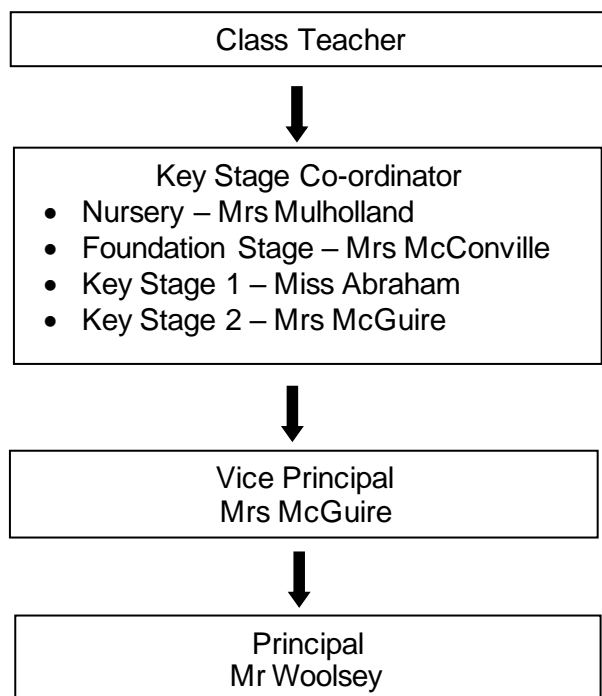 Class Teacher
Key Stage Co-ordinator
• Nursery – Mrs Mulholland
• Foundation Stage – Mrs McConville
• Key Stage 1 – Miss Abraham
• Key Stage 2 – Mrs McGuire
Vice Principal
Mrs McGuire
Principal
Mr Woolsey